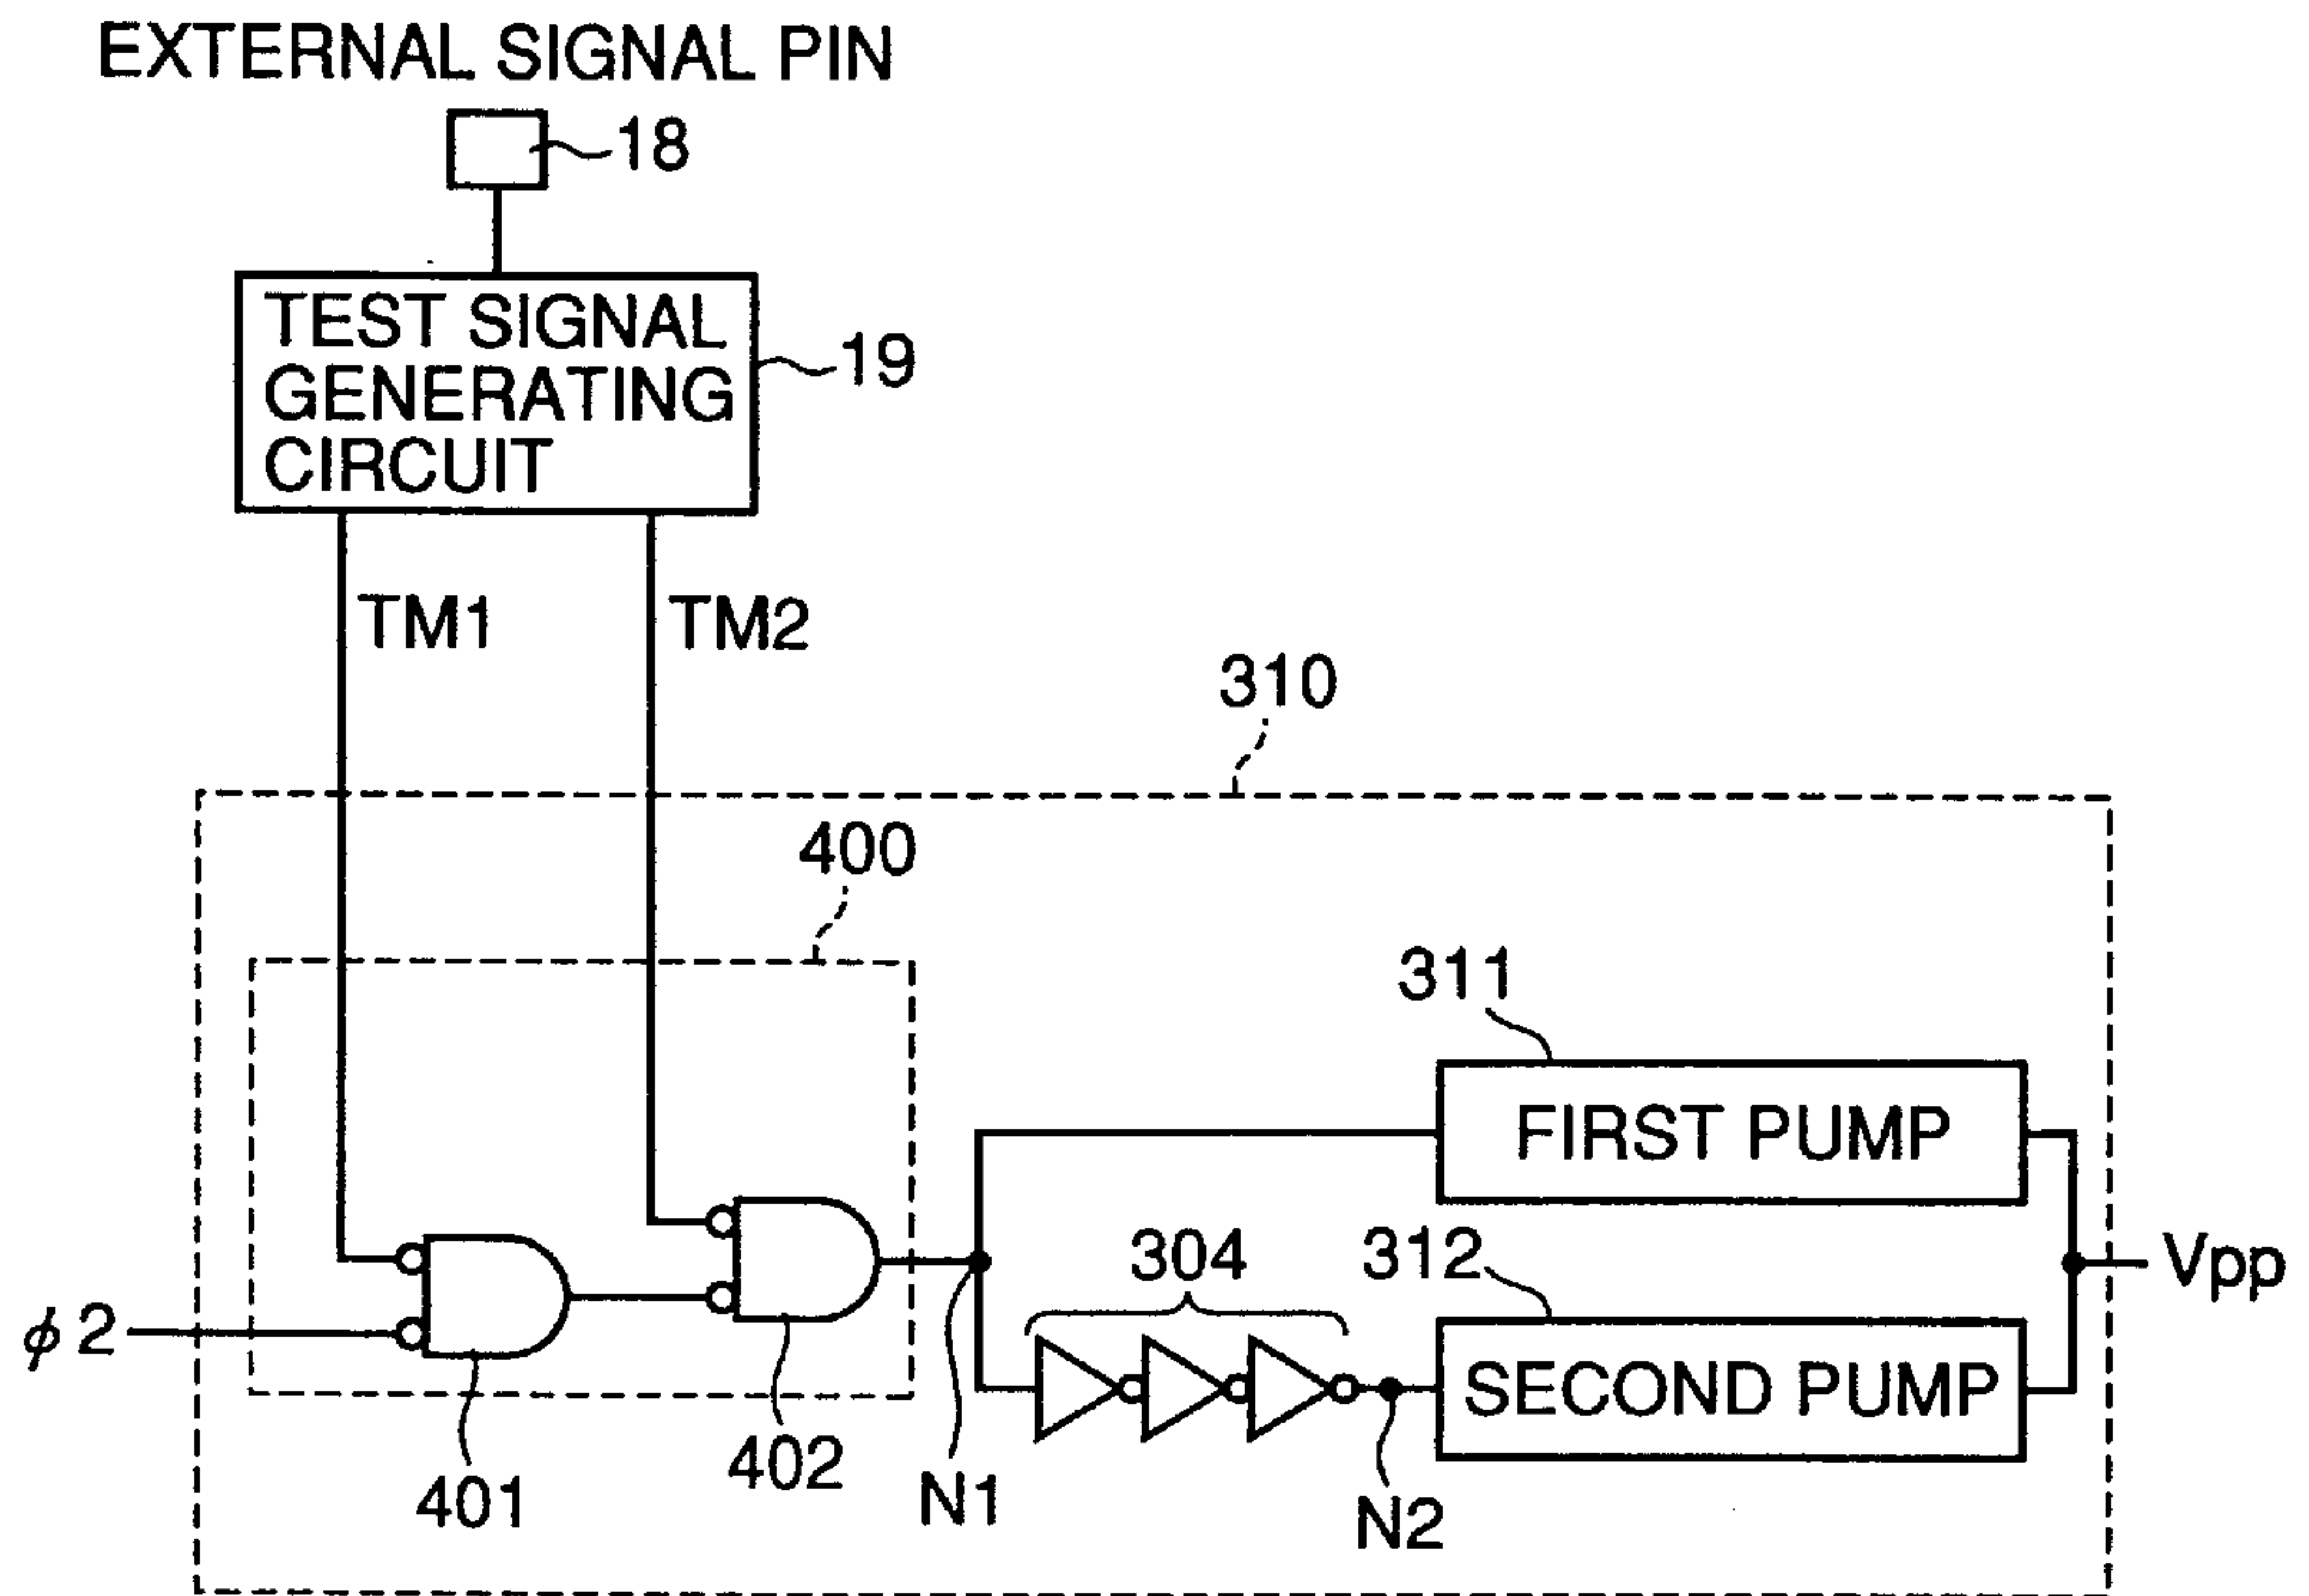 EXTERNAL SIGNAL PIN
18
TEST SIGNAL
GENERATING
CIRCUIT
19
TM1
TM2
310
400
311
FIRST PUMP
304
312
Vpp
ϕ2
SECOND PUMP
402
401
N1
N2